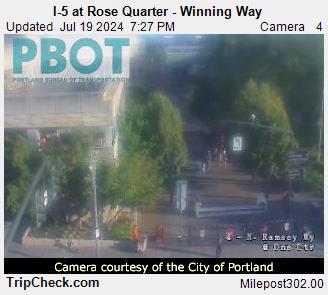 I-5 at Rose Quarter - Winning Way
Updated Jul 19 2024 7:27 PM Camera 4
PBOT
PORTLAND BUREAU OF TRANSPORTATION
4 - N. Ramsey Wy
@ One Ctr
Camera courtesy of the City of Portland
TripCheck.com Milepost302.00